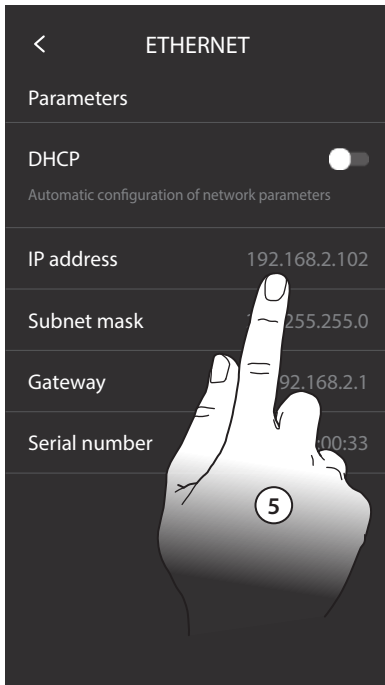 ETHERNET
Parameters
DHCP
Automatic configuration of network parameters
IP address 192.168.2.102
Subnet mask 255.255.0
Gateway 92.168.2.1
Serial number :00:33
5